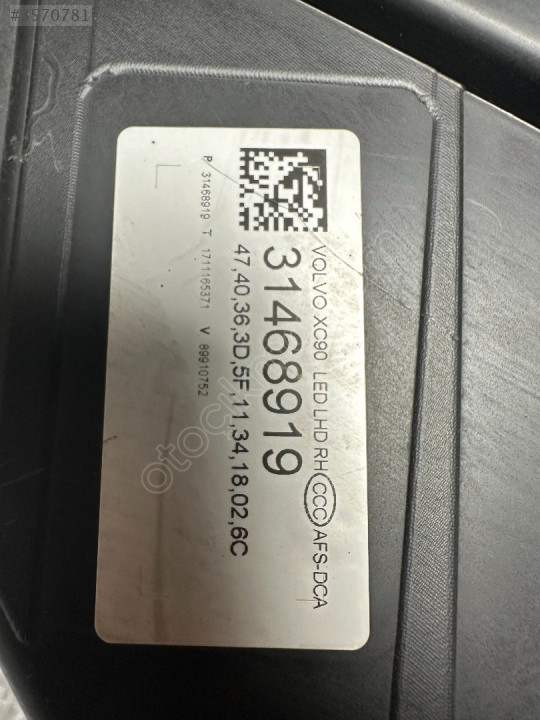 VOLVO XC90 LED LHD RH CCC AFS-DCA
31468919
47,40,36,3D,5F,11,34,18,02,6C
P 31468919 T 1711165371 V 89910752